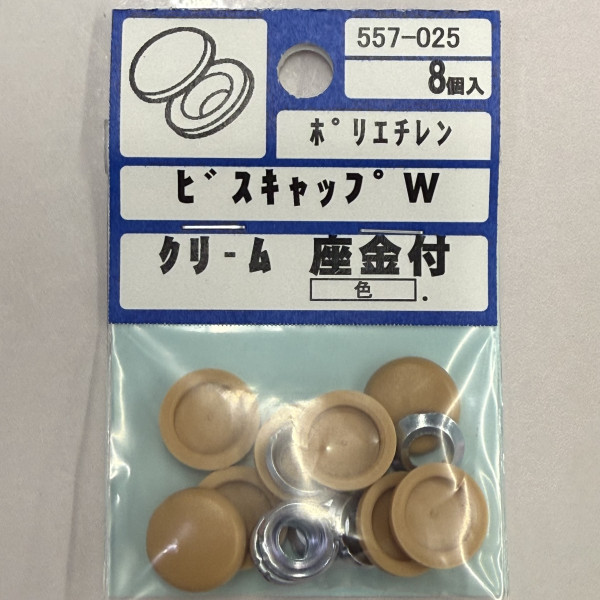 557-025
8個入
ポリエチレン
ビスキャップW
クリーム 座金付
色.